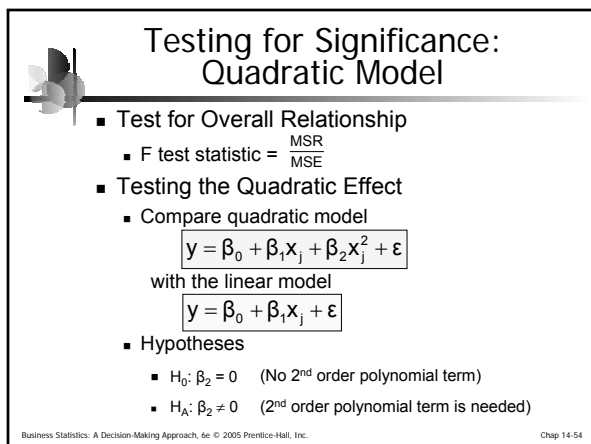 Testing for Significance:
Quadratic Model
▪ Test for Overall Relationship
▪ F test statistic = MSR / MSE
▪ Testing the Quadratic Effect
▪ Compare quadratic model
y = β₀ + β₁xⱼ + β₂xⱼ² + ε
with the linear model
y = β₀ + β₁xⱼ + ε
▪ Hypotheses
▪ H₀: β₂ = 0 (No 2nd order polynomial term)
▪ Hₐ: β₂ ≠ 0 (2nd order polynomial term is needed)
Business Statistics: A Decision-Making Approach, 6e © 2005 Prentice-Hall, Inc. Chap 14-54